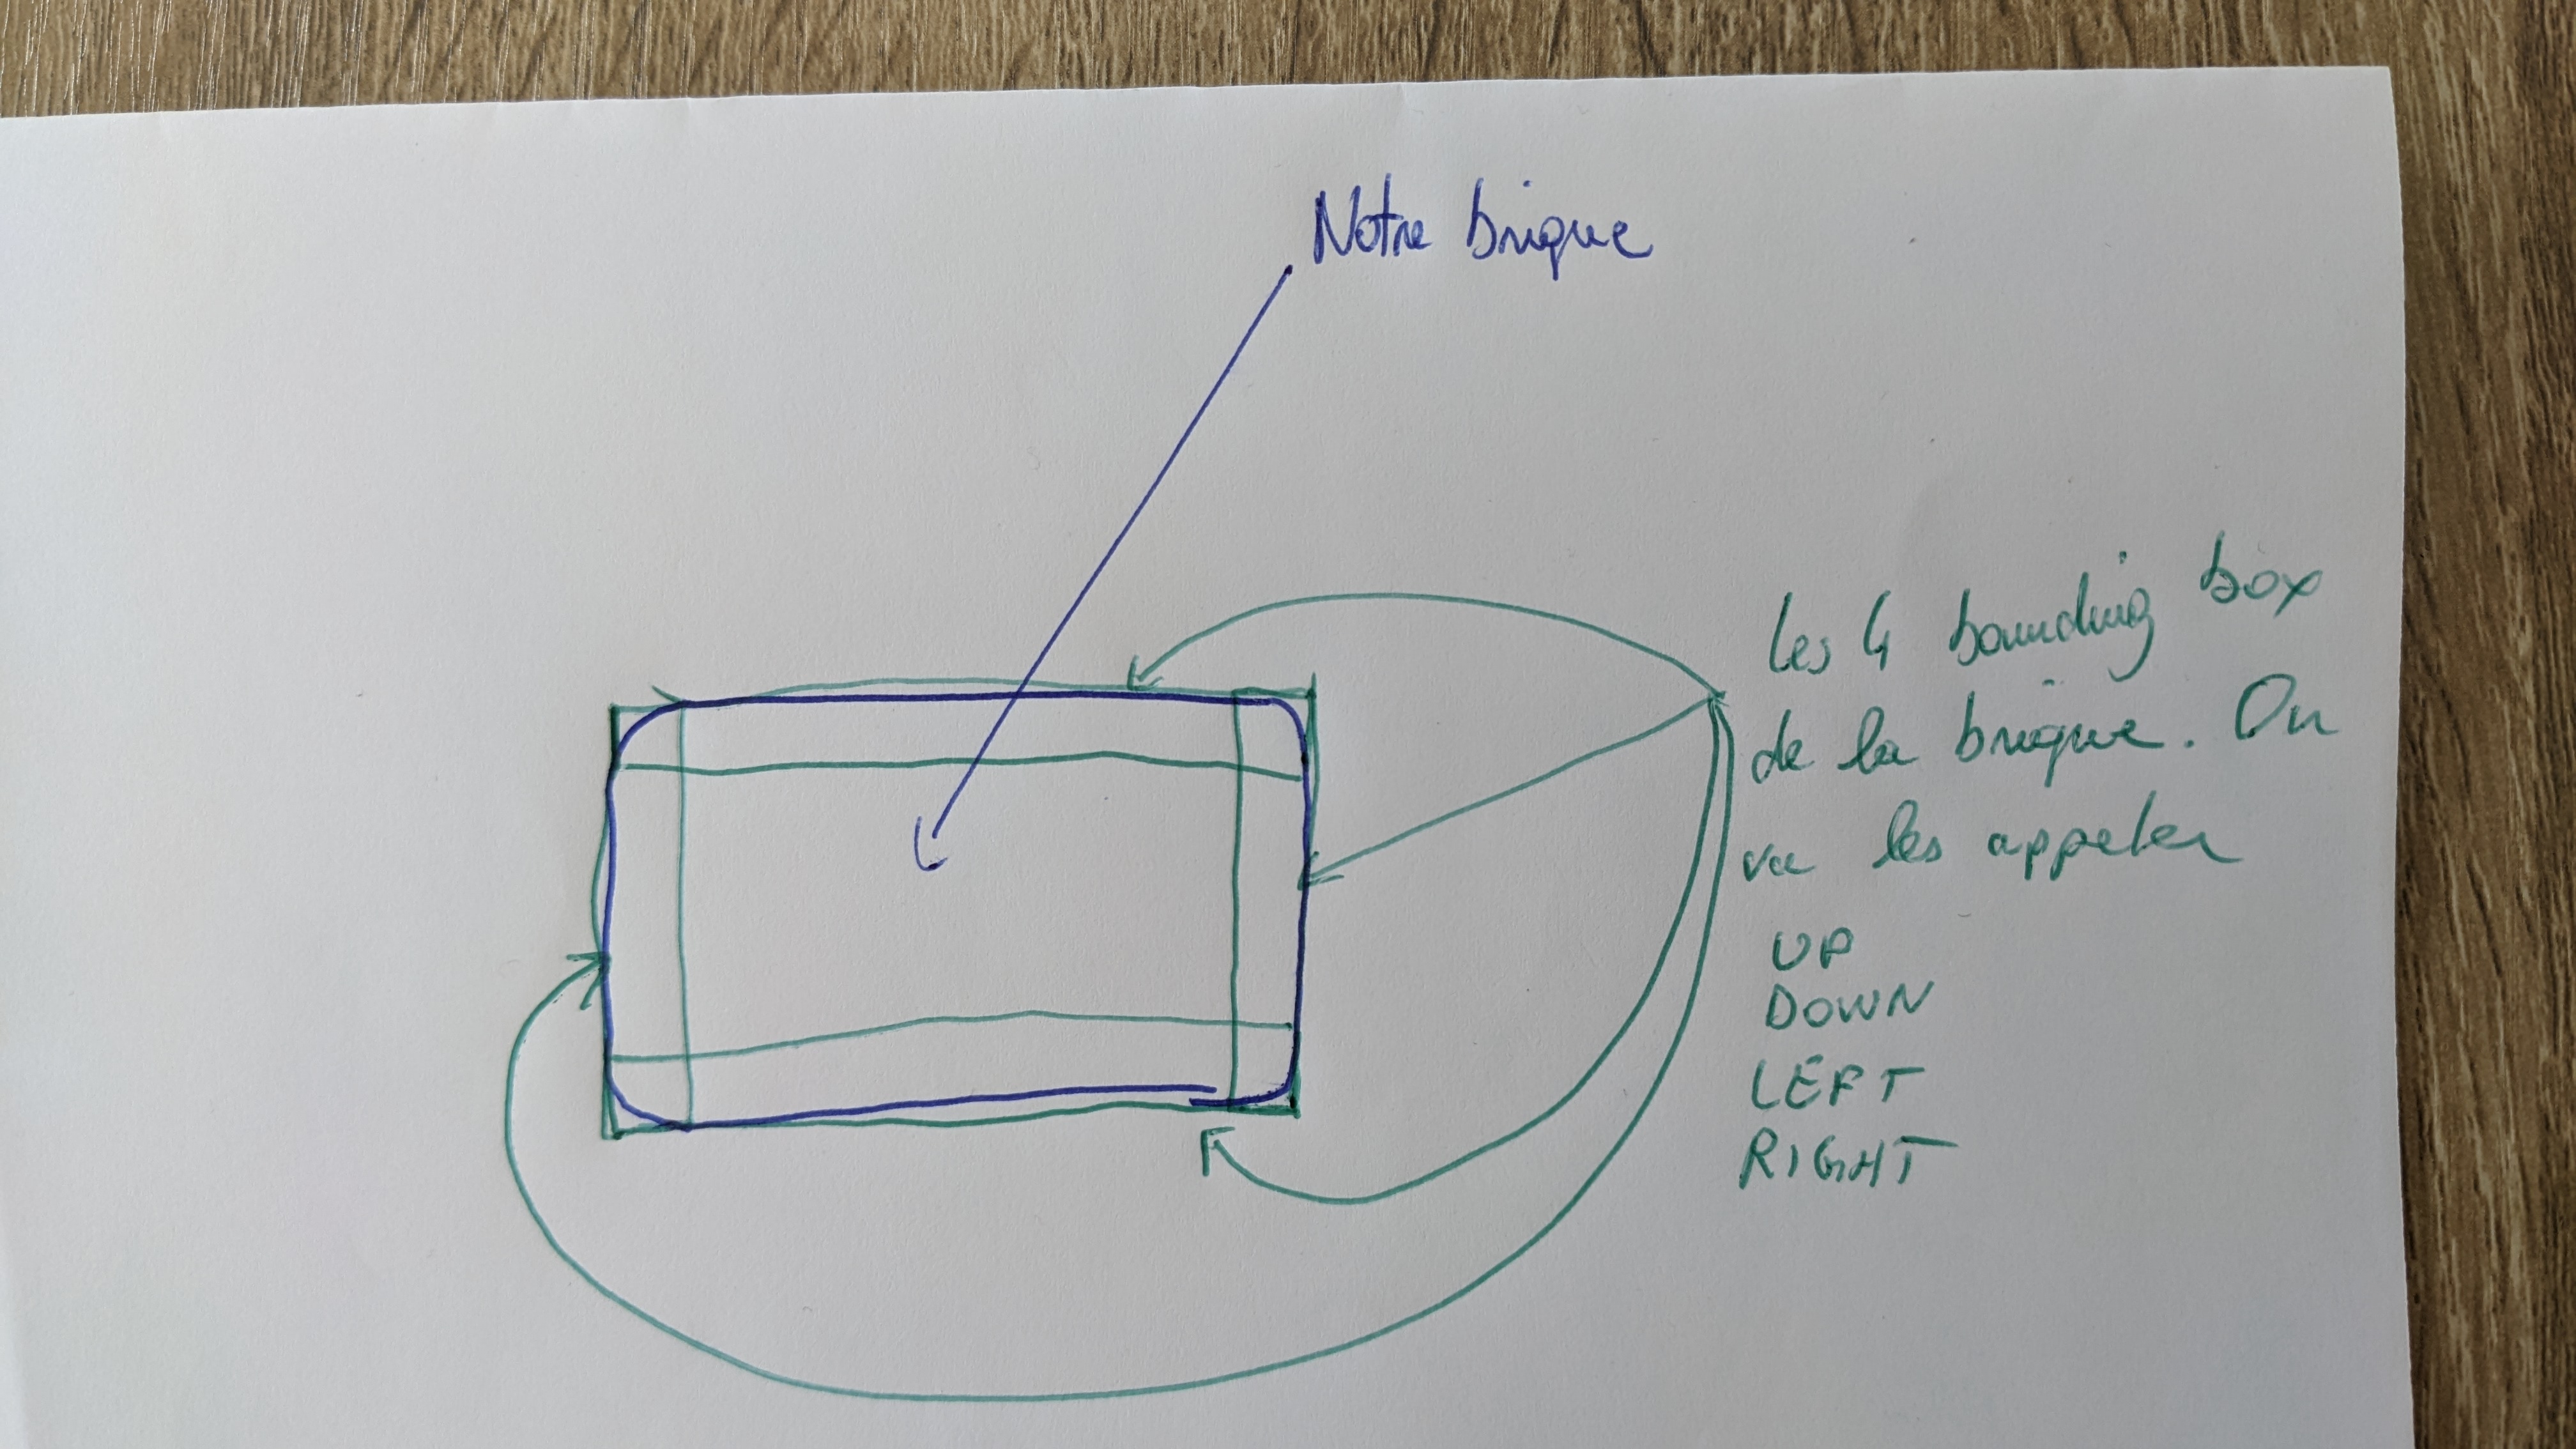 Notre brique
Les 4 bounding box
de la brique. On
va les appeler
UP
DOWN
LEFT
RIGHT